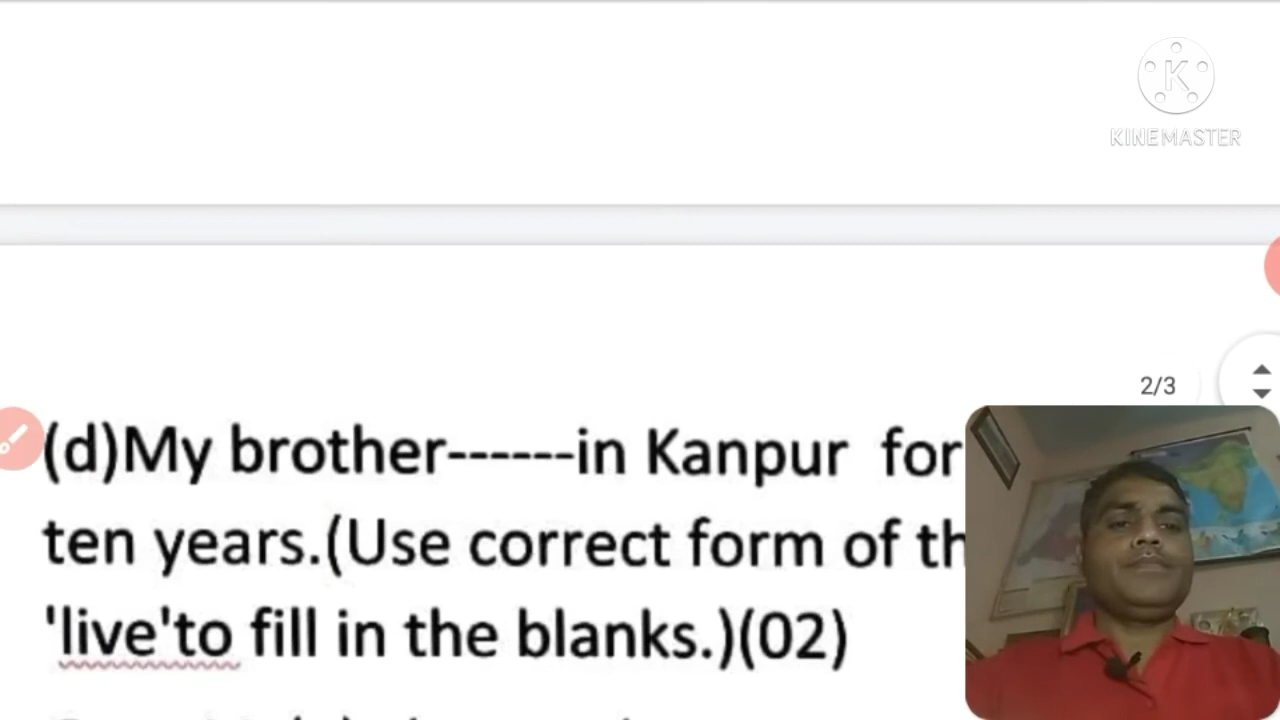 KINEMASTER
2/3
(d)My brother------in Kanpur for
ten years.(Use correct form of
'live'to fill in the blanks.)(02)